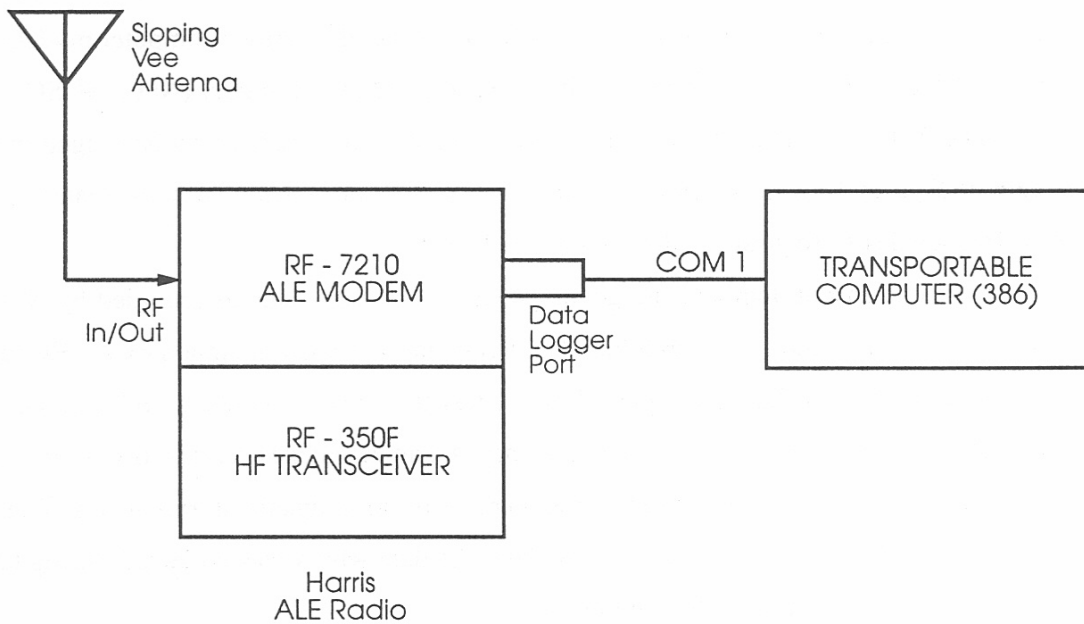 Sloping
Vee
Antenna
RF - 7210
ALE MODEM
RF
In/Out
Data
Logger
Port
COM 1
TRANSPORTABLE
COMPUTER (386)
RF - 350F
HF TRANSCEIVER
Harris
ALE Radio